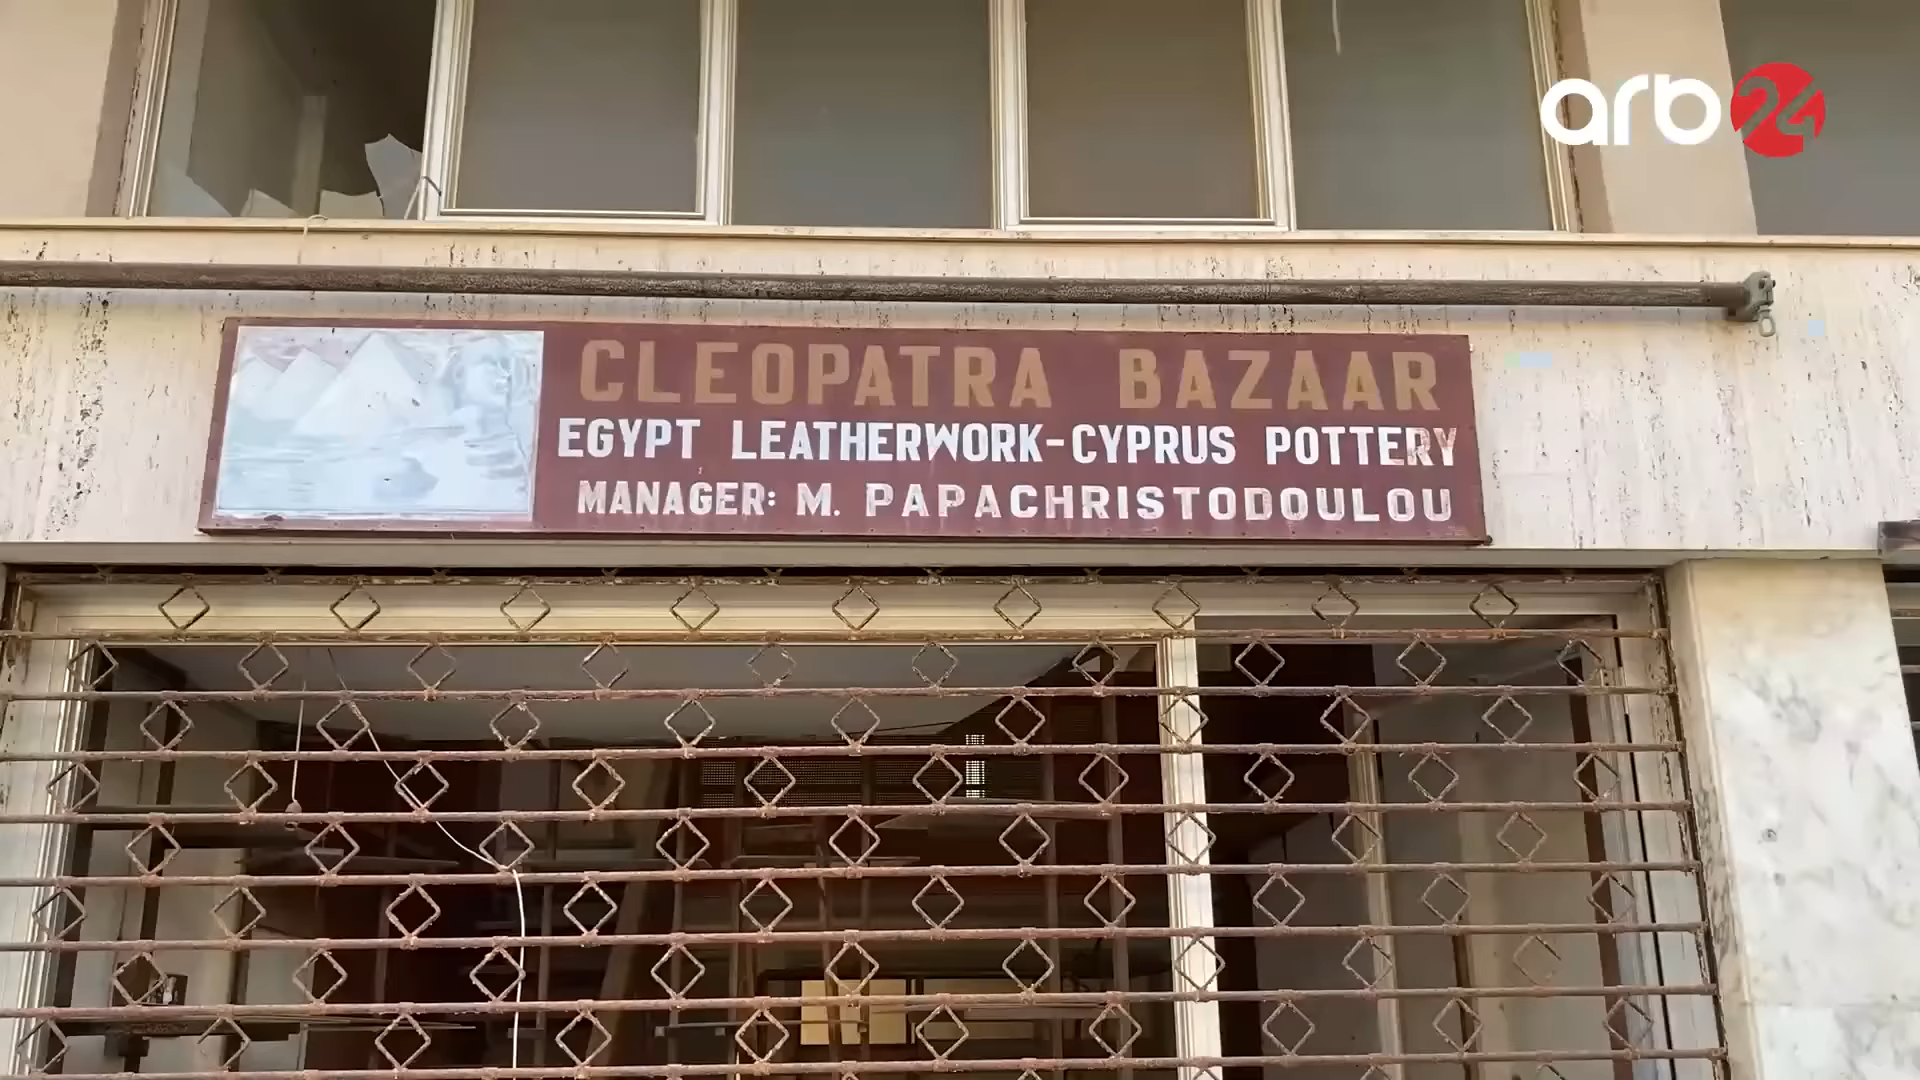 arb24
CLEOPATRA BAZAAR
EGYPT LEATHERWORK-CYPRUS POTTERY
MANAGER: M. PAPACHRISTODOULOU